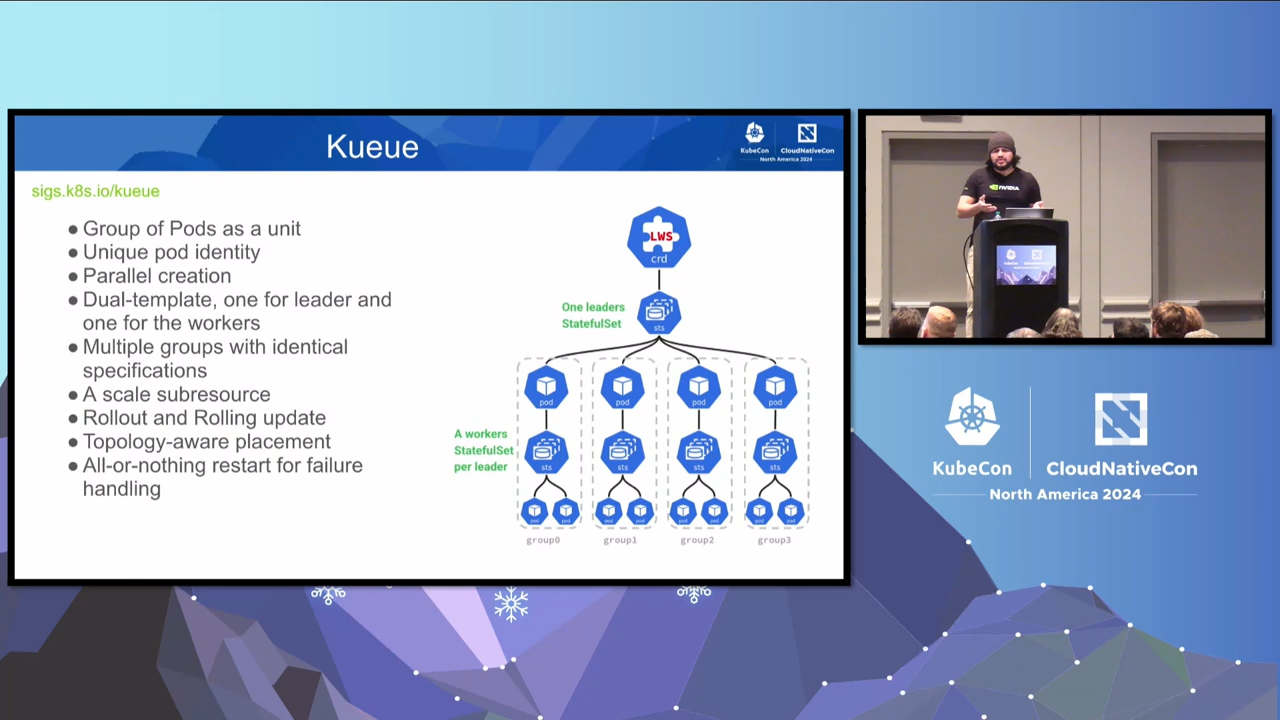 Kueue
KubeCon
CloudNativeCon
North America 2024
sigs.k8s.io/kueue
● Group of Pods as a unit
● Unique pod identity
● Parallel creation
● Dual-template, one for leader and
one for the workers
● Multiple groups with identical
specifications
● A scale subresource
● Rollout and Rolling update
● Topology-aware placement
● All-or-nothing restart for failure
handling
LWS
crd
One leaders
StatefulSet
sts
pod pod pod pod
A workers
StatefulSet
per leader
sts sts sts sts
pod pod pod pod pod pod pod pod
group0 group1 group2 group3
NVIDIA
KubeCon
CloudNativeCon
North America 2024